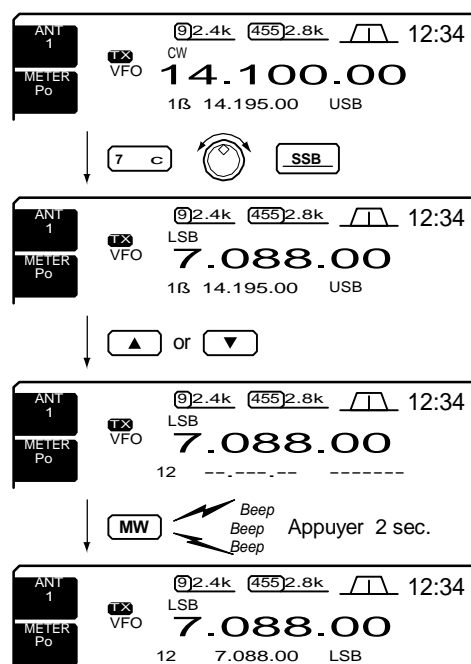 ANT 1 9 2.4k 455 2.8k 12:34
CW
TX
VFO 14.100.00
METER Po
1ß 14.195.00 USB
7 C SSB
ANT 1 9 2.4k 455 2.8k 12:34
LSB
TX
VFO 7.088.00
METER Po
1ß 14.195.00 USB
▲ or ▼
ANT 1 9 2.4k 455 2.8k 12:34
LSB
TX
VFO 7.088.00
METER Po
12 --.---.-- -------
MW Beep Beep Beep Appuyer 2 sec.
ANT 1 9 2.4k 455 2.8k 12:34
LSB
TX
VFO 7.088.00
METER Po
12 7.088.00 LSB